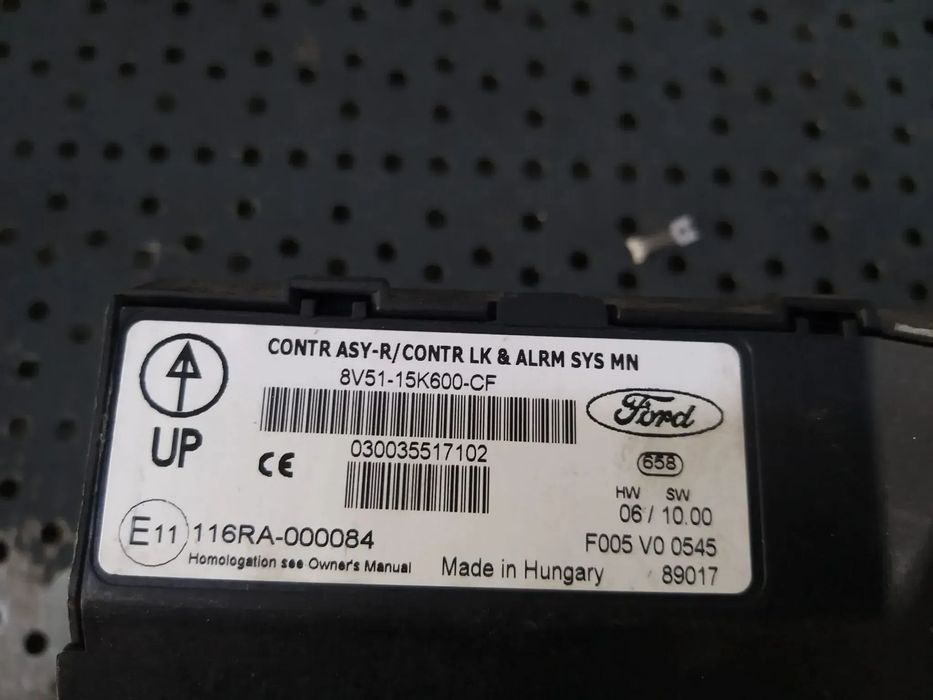 CONTR ASY-R/CONTR LK & ALRM SYS MN
8V51-15K600-CF
Ford
UP
CE
030035517102
658
HW SW
06 / 10.00
E11 116RA-000084
F005 V0 0545
Homologation see Owner's Manual
Made in Hungary
89017